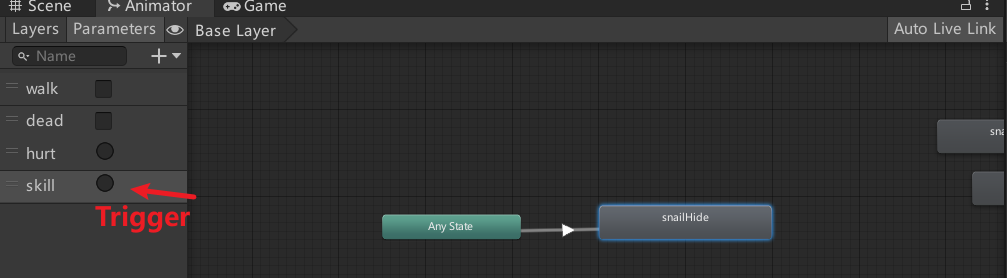 Scene Animator Game
Layers Parameters Base Layer Auto Live Link
Name
walk
dead
hurt
skill
Trigger
Any State
snailHide
sna